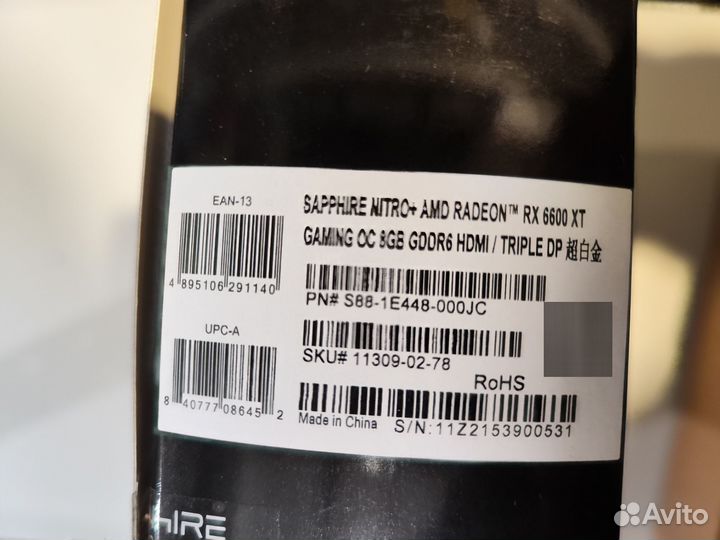 EAN-13
4 895106 291140
UPC-A
8 40777 08645 2
SAPPHIRE NITRO+ AMD RADEON™ RX 6600 XT
GAMING OC 8GB GDDR6 HDMI / TRIPLE DP 超白金
PN# S88-1E448-000JC
SKU# 11309-02-78
RoHS
Made in China
S/N:11Z2153900531
HIRE
Avito